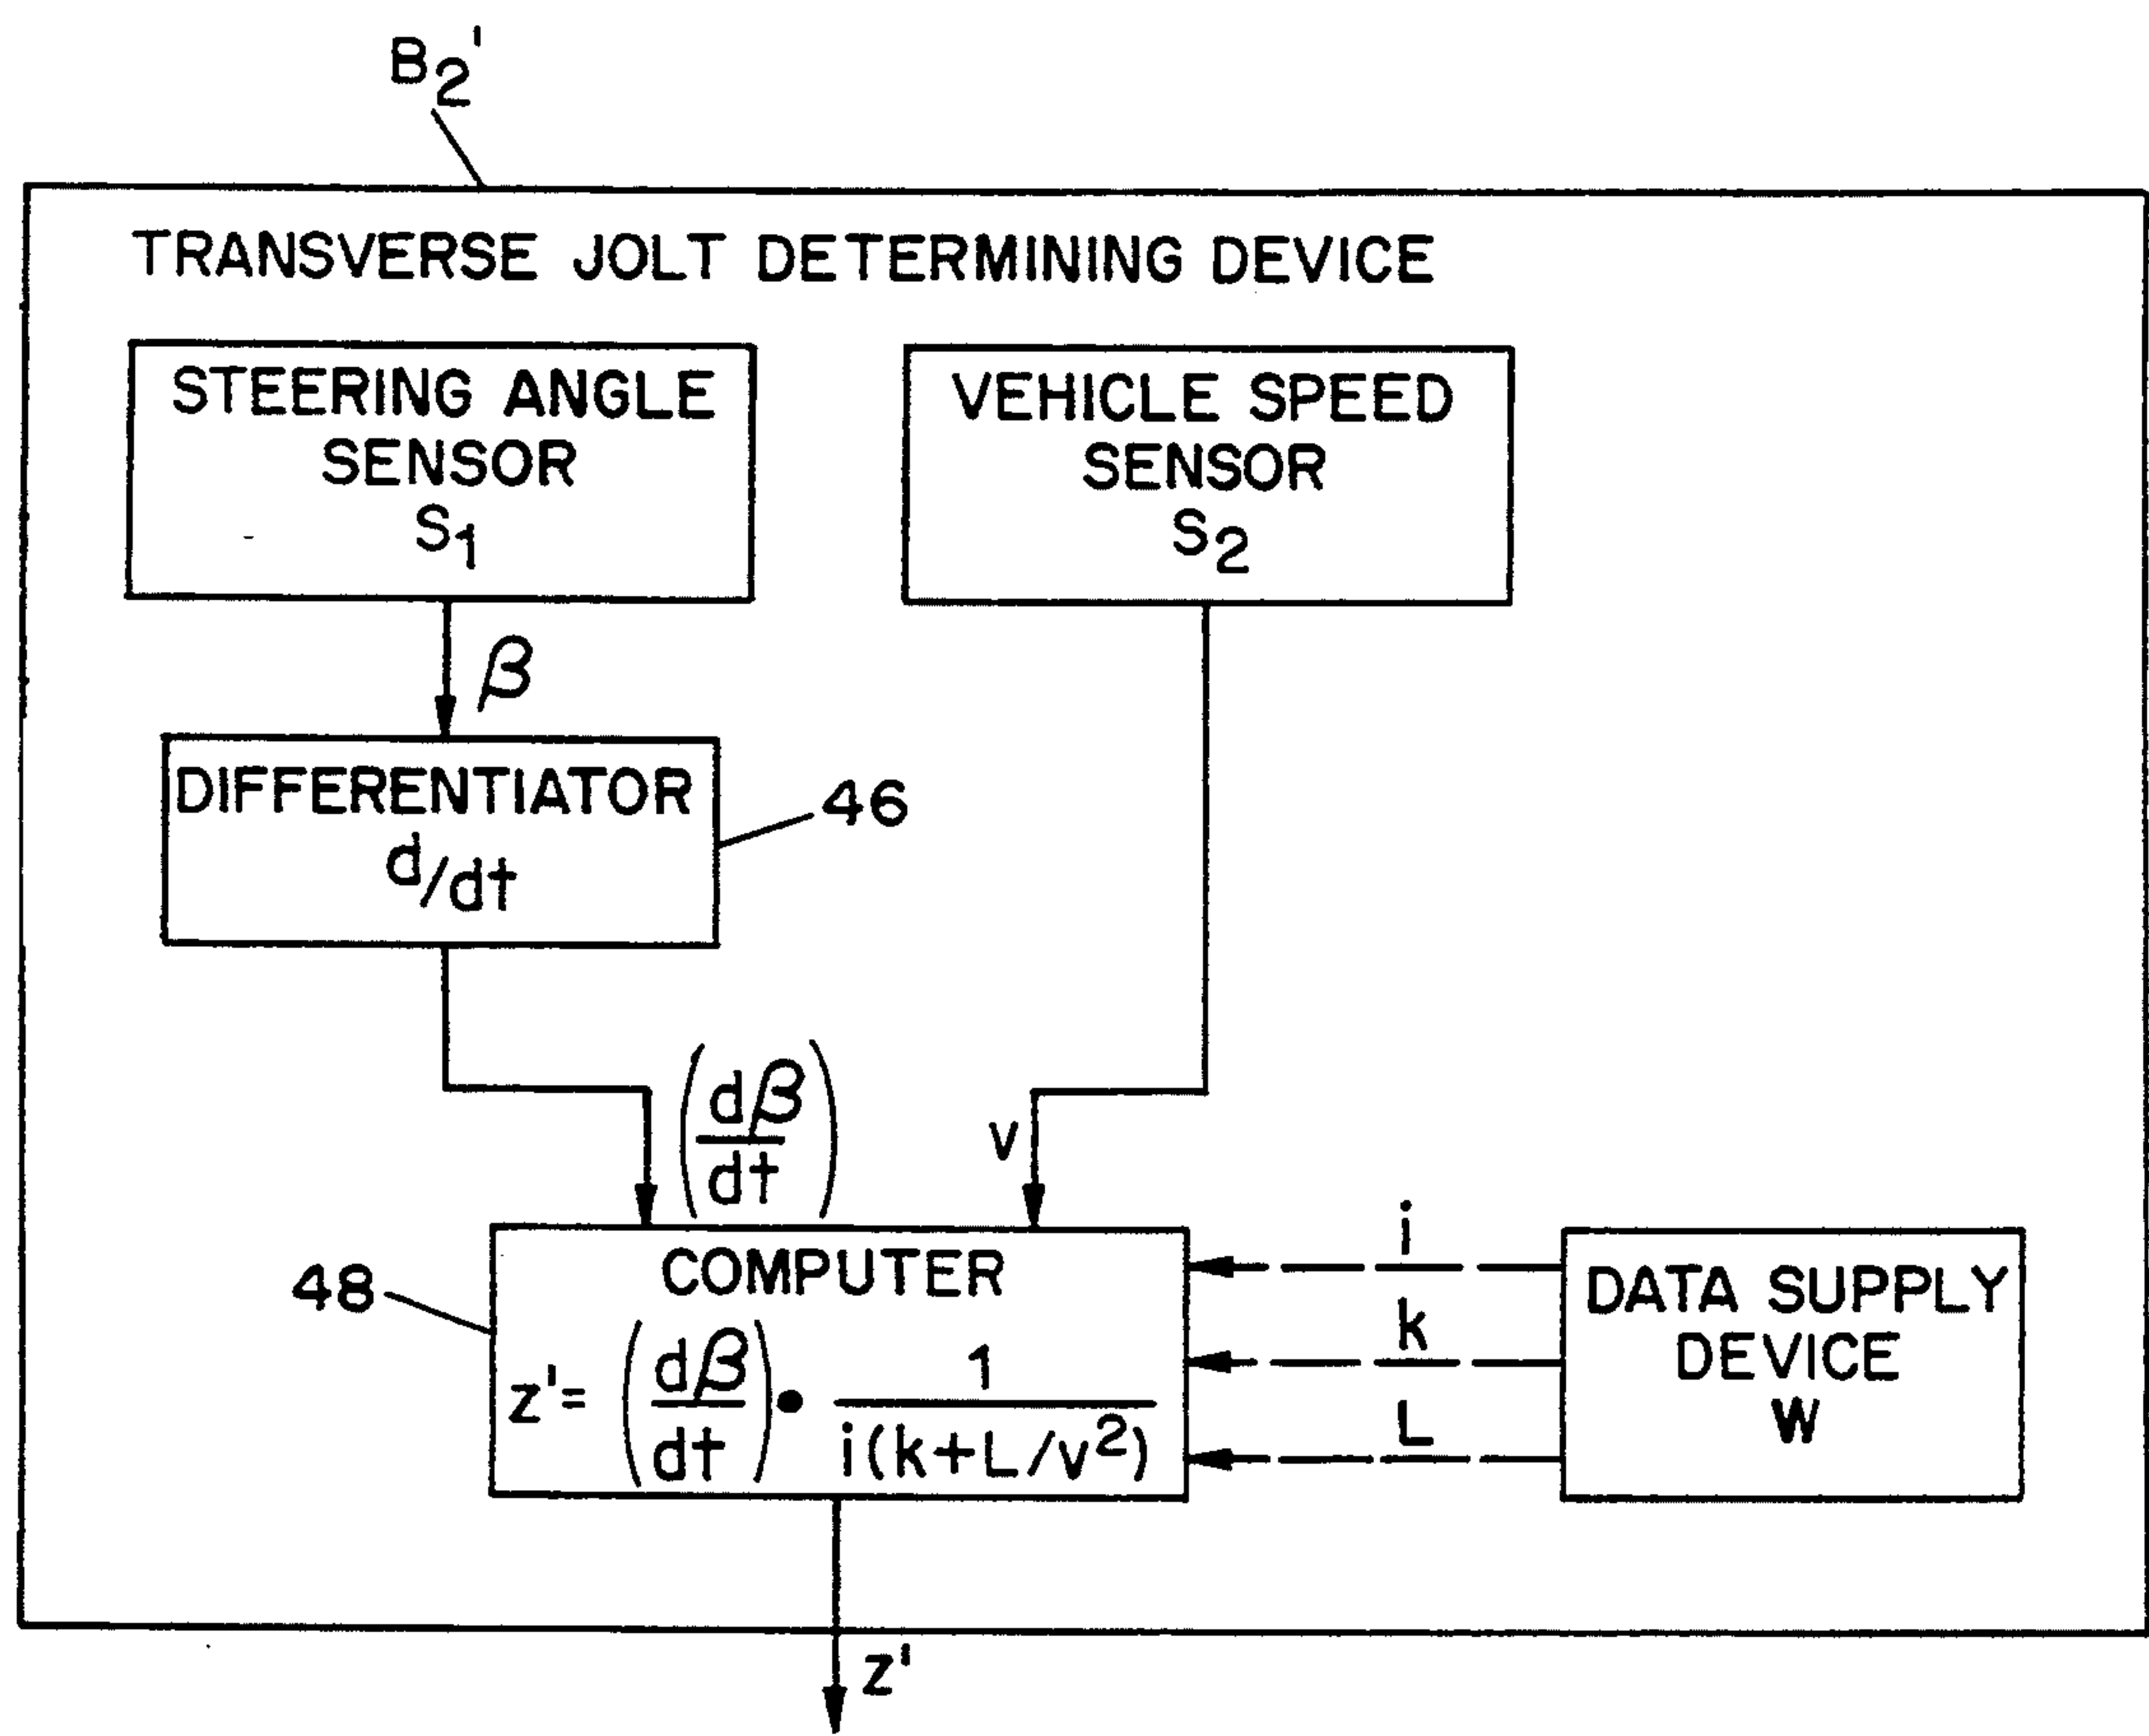 B2'
TRANSVERSE JOLT DETERMINING DEVICE
STEERING ANGLE
SENSOR
S1
VEHICLE SPEED
SENSOR
S2
β
DIFFERENTIATOR
d/dt
46
(dβ/dt)
v
48
COMPUTER
z'= (dβ/dt) • 1/i(k+L/v²)
i
k
L
DATA SUPPLY
DEVICE
W
z'